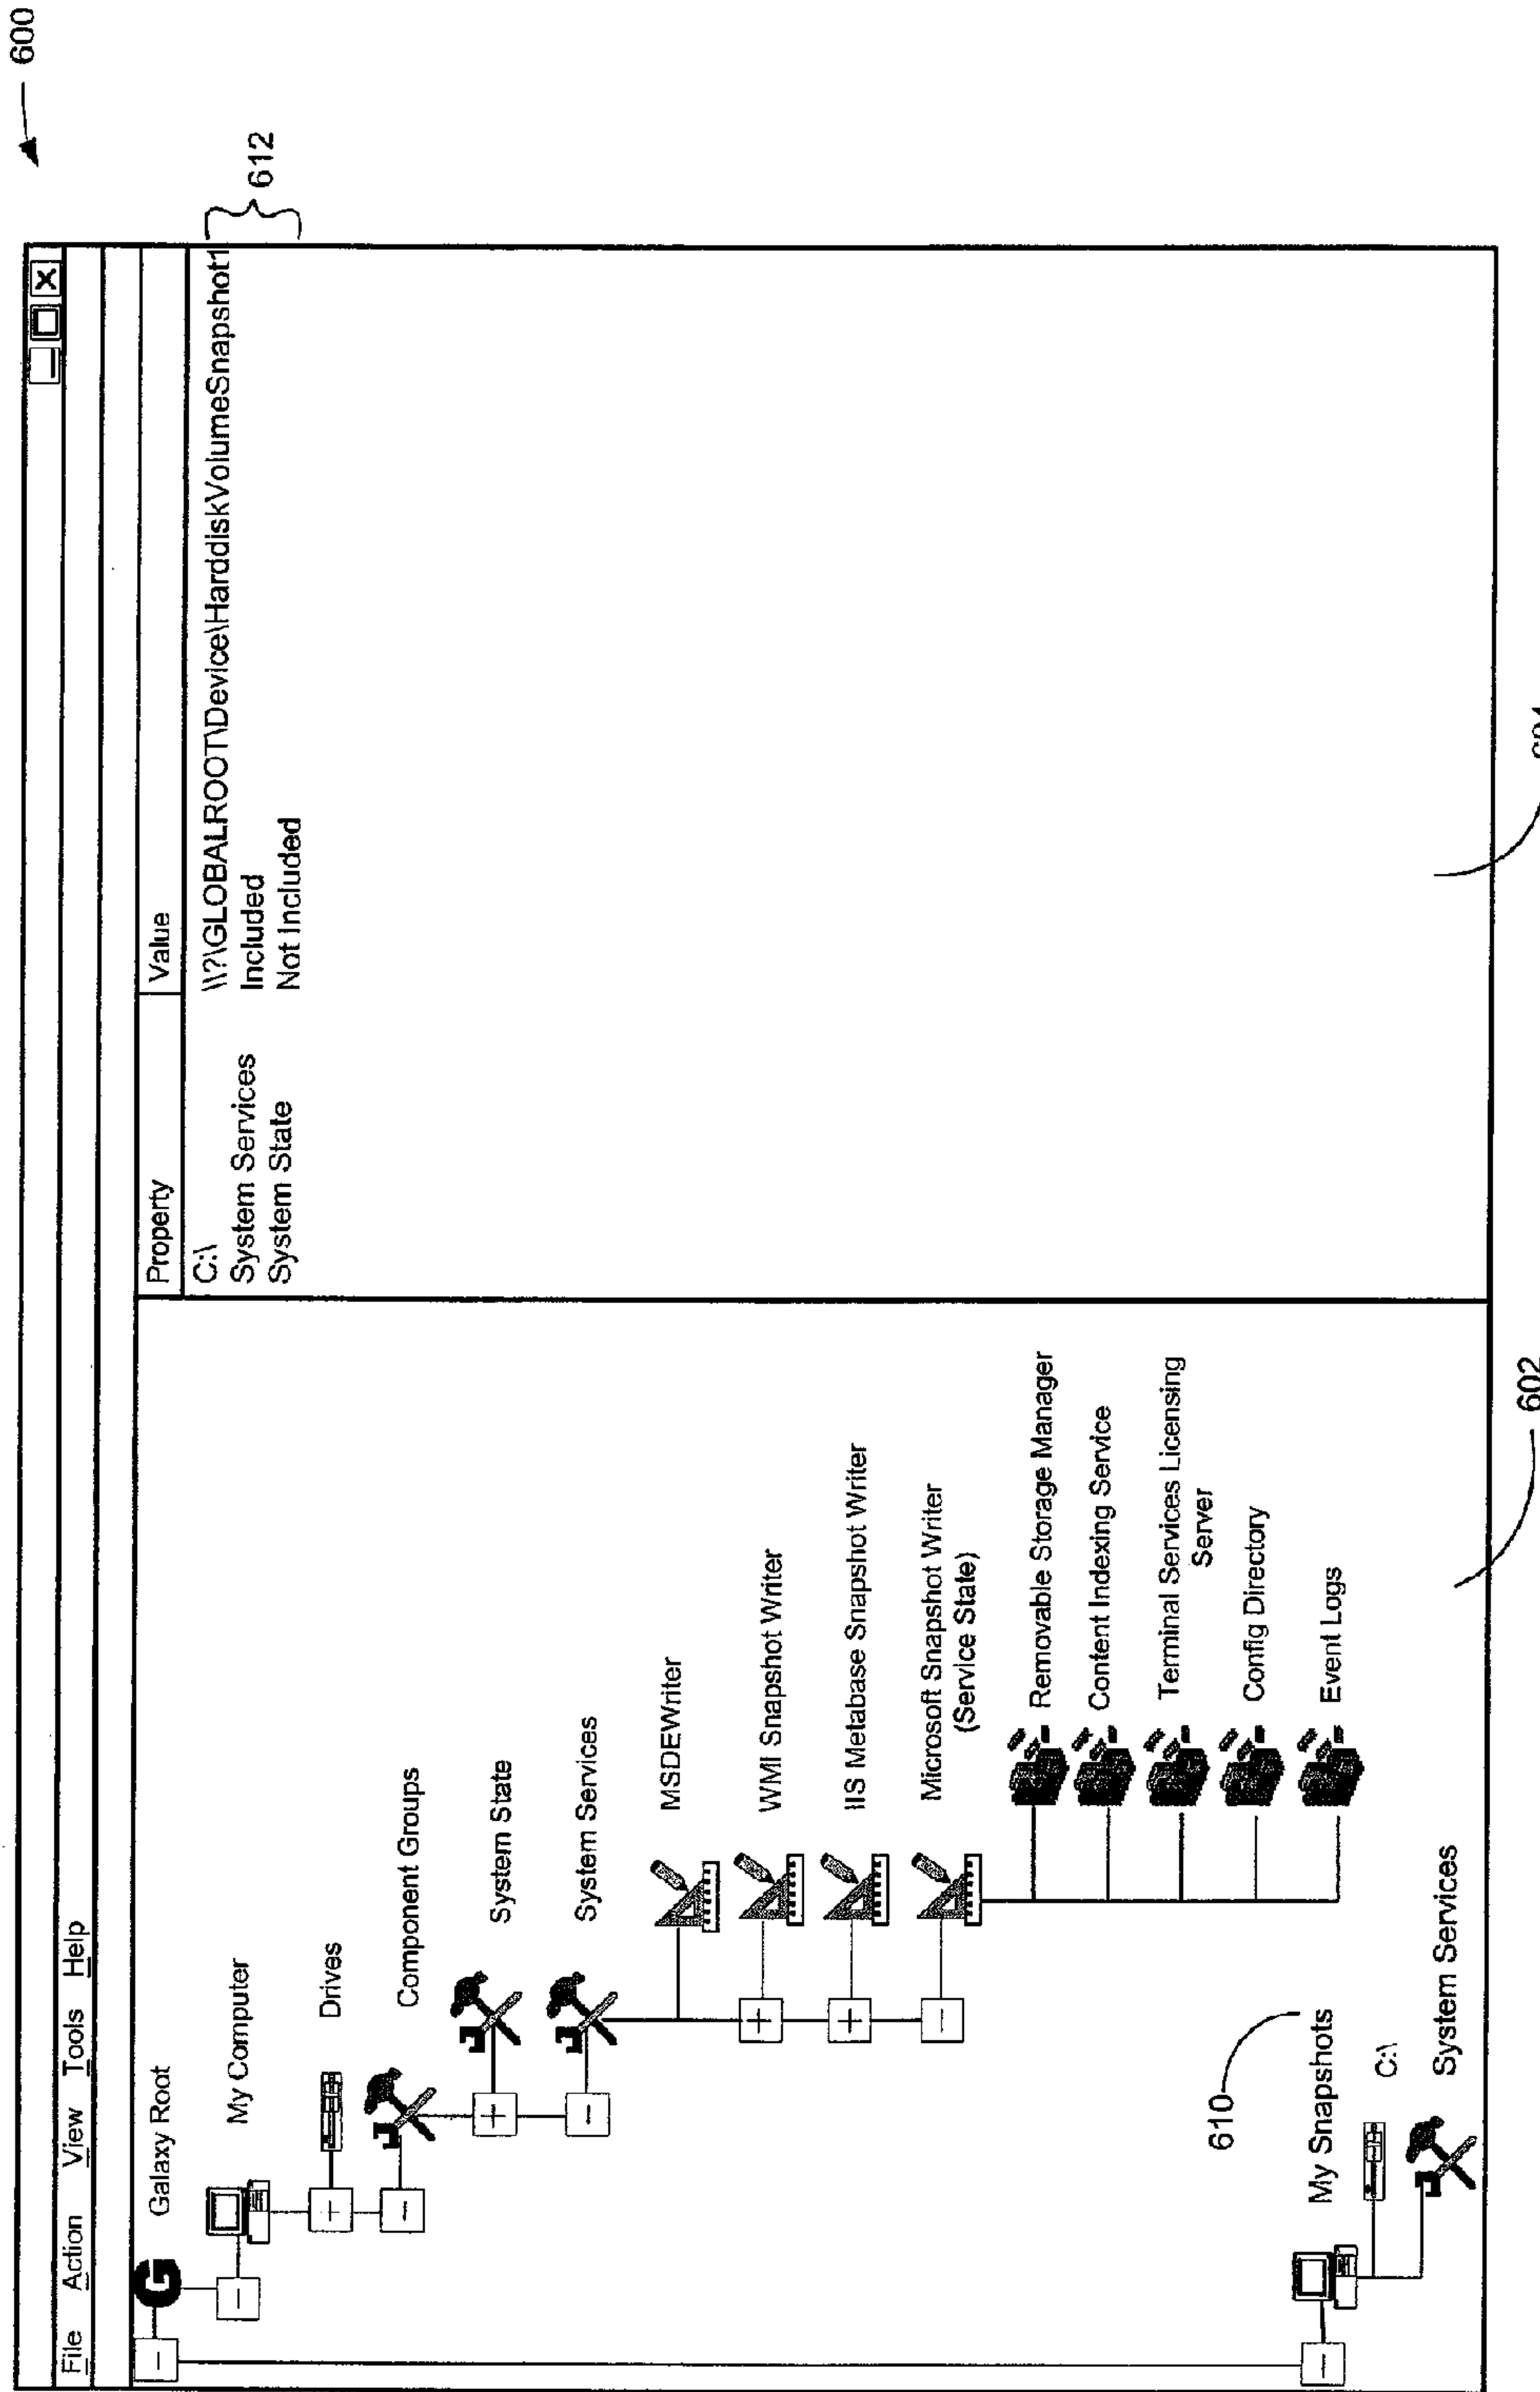 600
File Action View Tools Help
Galaxy Root
My Computer
Drives
Component Groups
System State
System Services
MSDEWriter
WMI Snapshot Writer
IIS Metabase Snapshot Writer
Microsoft Snapshot Writer
(Service State)
Removable Storage Manager
Content Indexing Service
Terminal Services Licensing
Server
Config Directory
Event Logs
610
My Snapshots
C:\
System Services
602
Property Value
C:\ \\?\GLOBALROOT\Device\HarddiskVolumeSnapshot1
System Services Included
System State Not Included
612